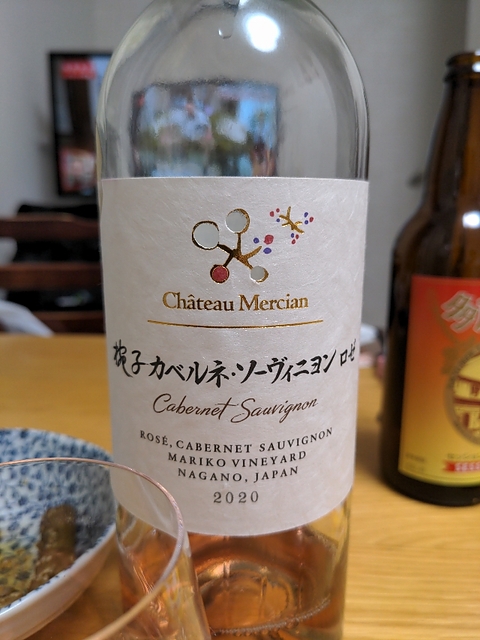 Château Mercian
椀子カベルネ・ソーヴィニヨン ロゼ
Cabernet Sauvignon
ROSÉ, CABERNET SAUVIGNON
MARIKO VINEYARD
NAGANO, JAPAN
2020